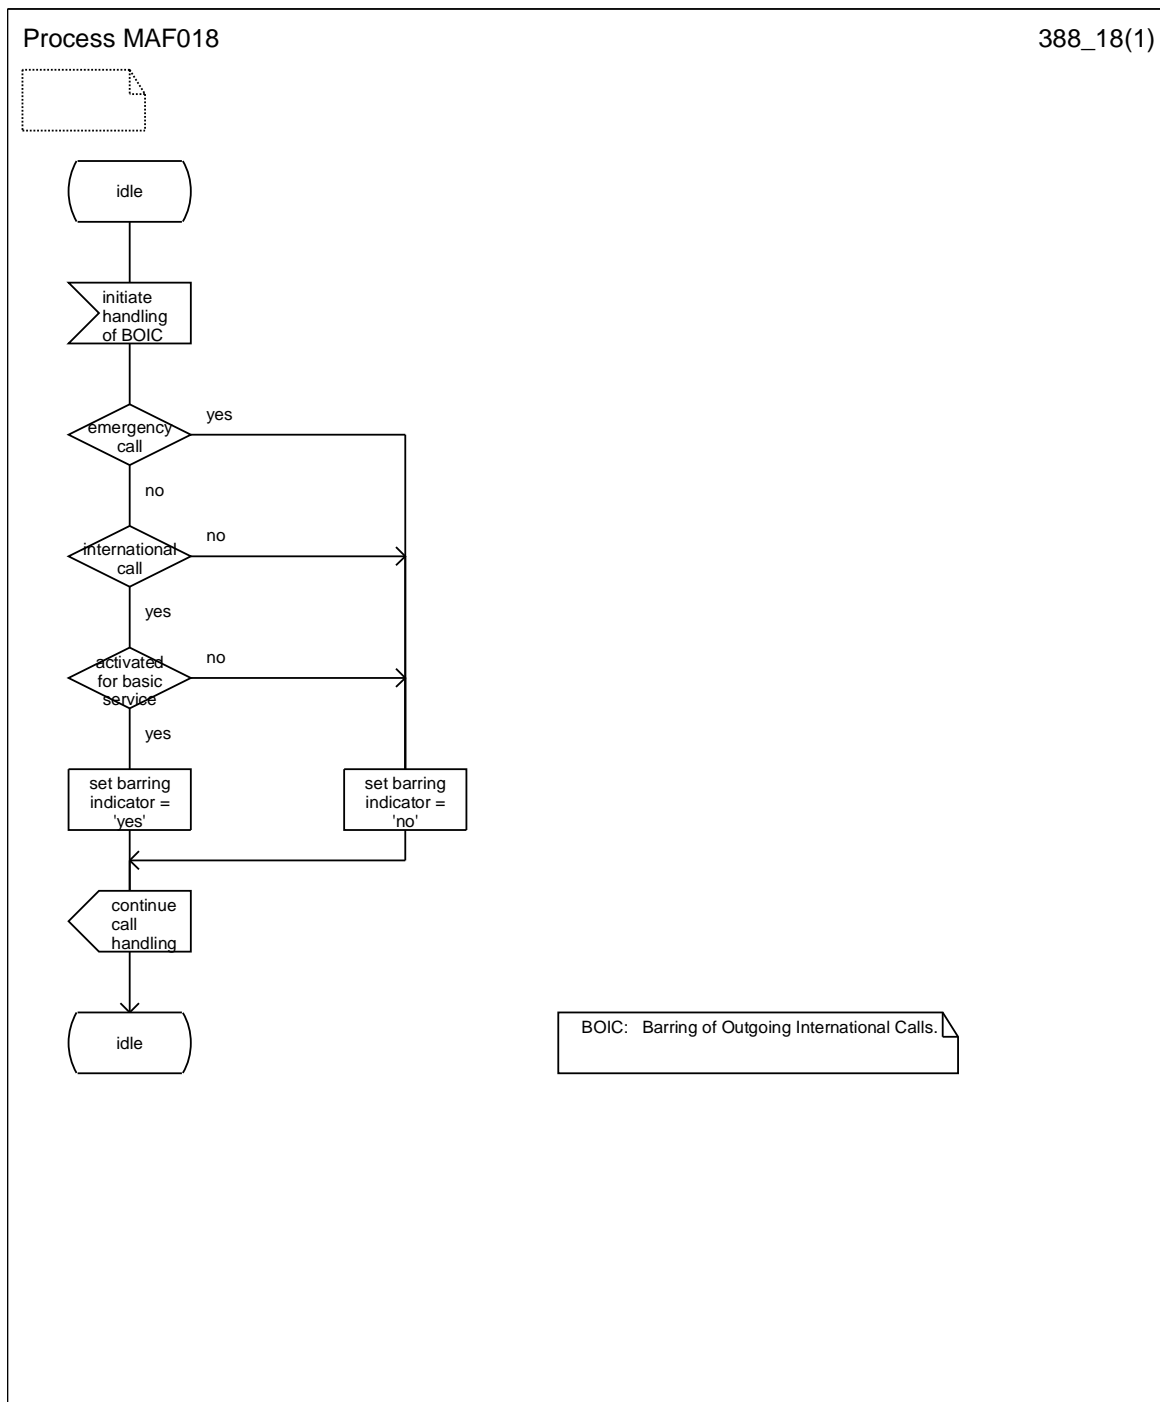 Process MAF018
388_18(1)
idle
initiate
handling
of BOIC
emergency
call
yes
no
international
call
no
yes
activated
for basic
service
no
yes
set barring
indicator =
'yes'
set barring
indicator =
'no'
continue
call
handling
idle
BOIC: Barring of Outgoing International Calls.